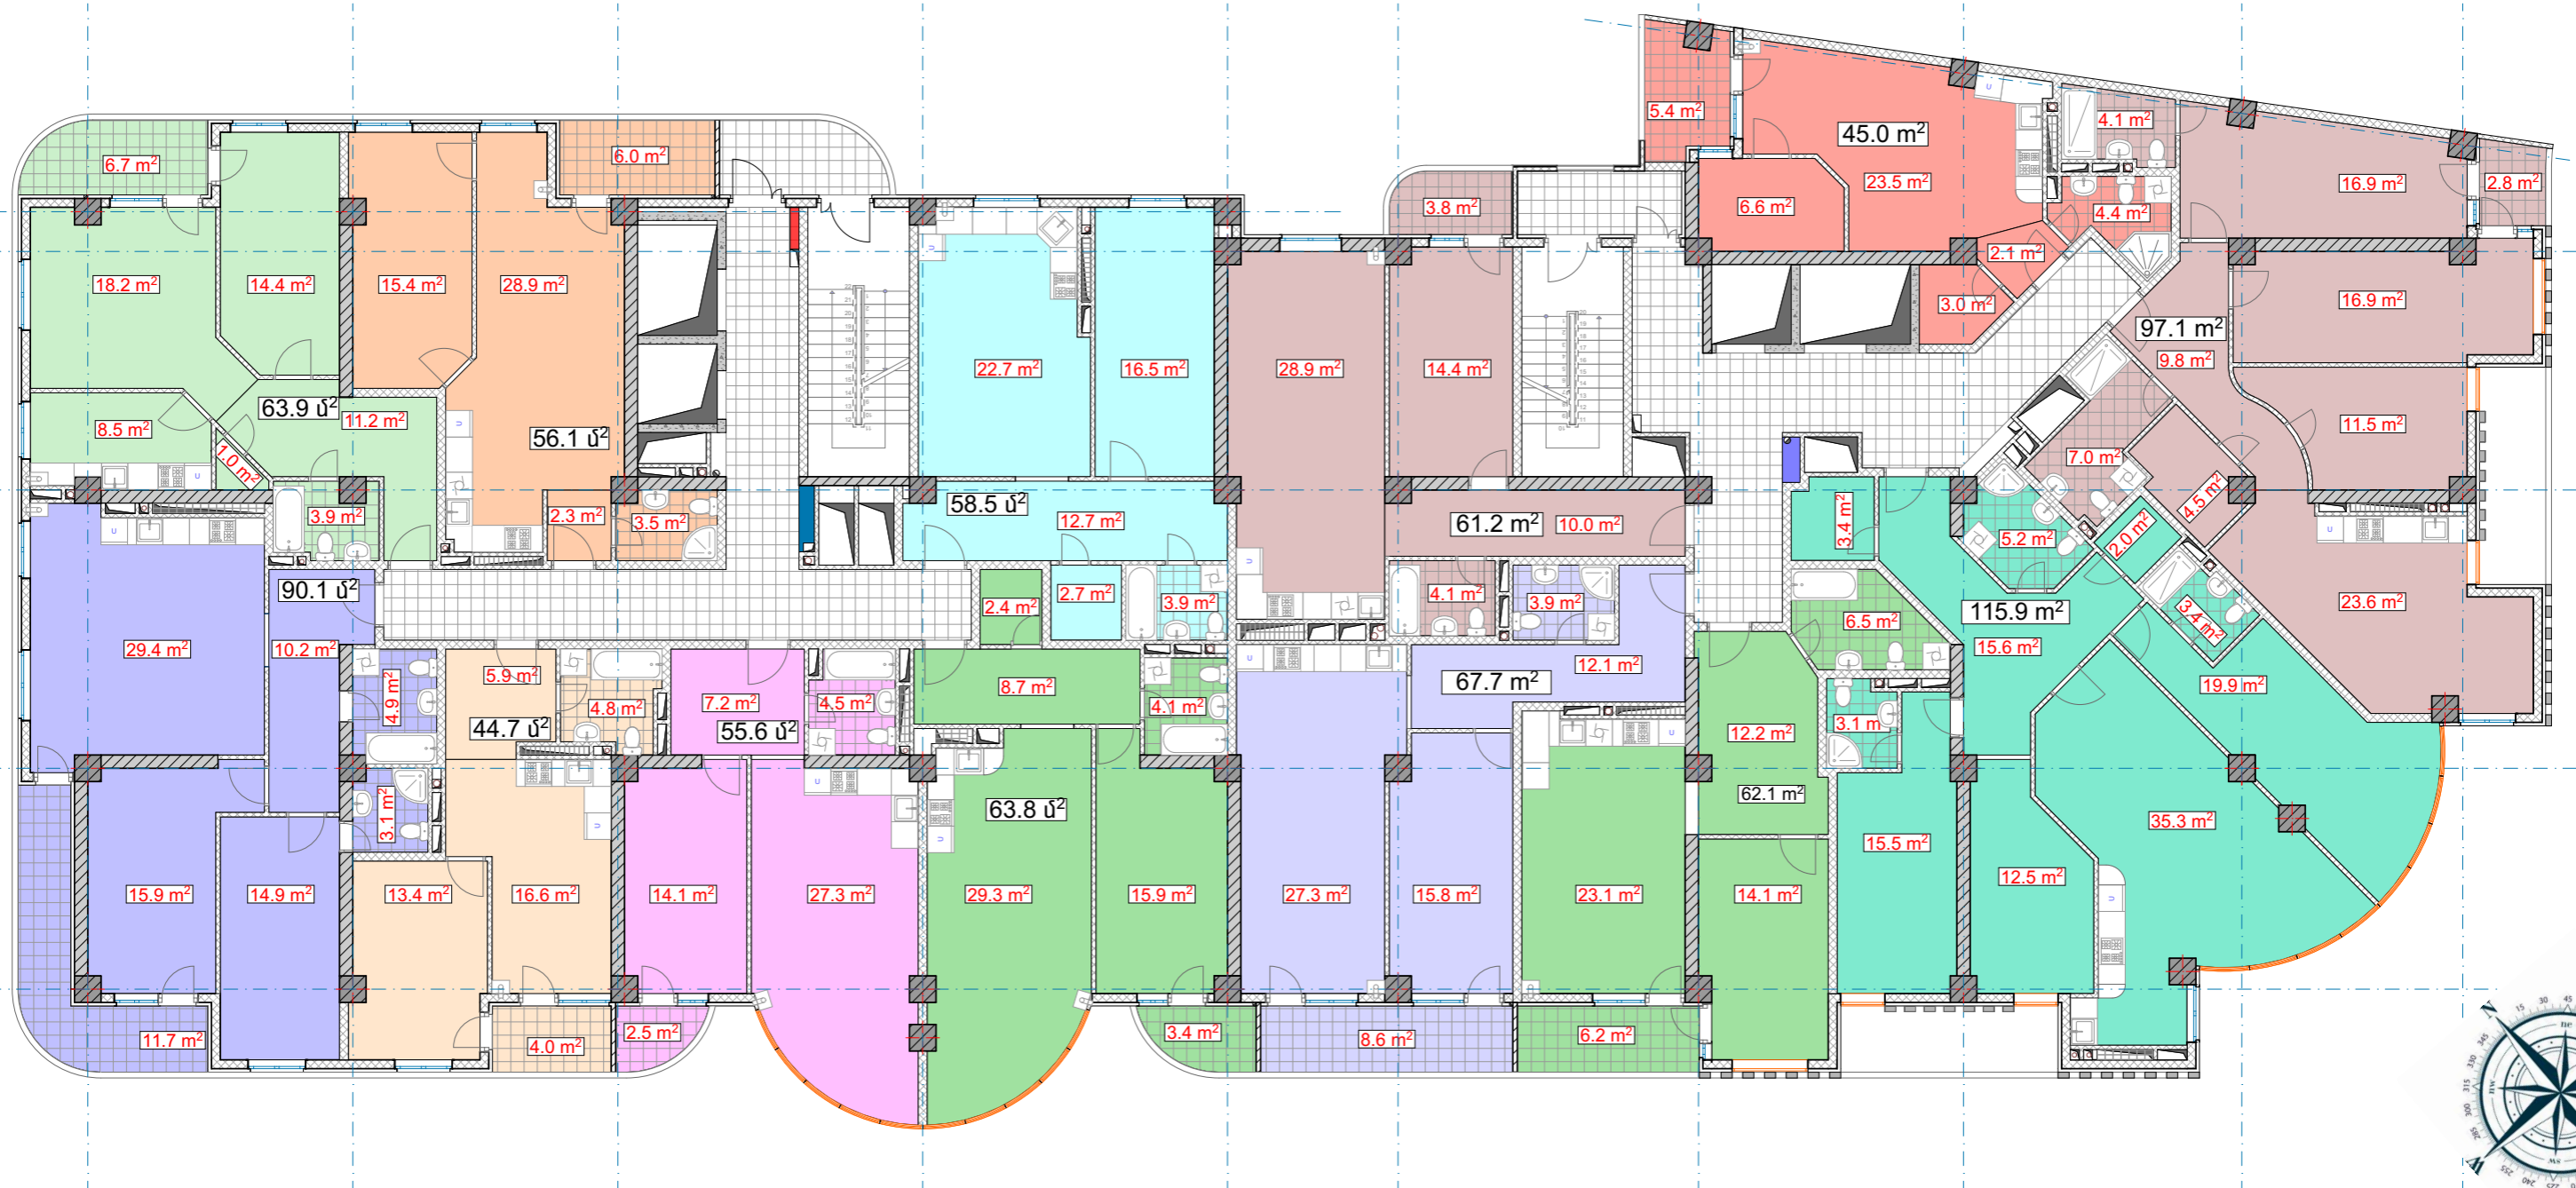 5.4 m²
45.0 m²
4.1 m²
6.7 m²
6.0 m²
23.5 m²
16.9 m²
2.8 m²
3.8 m²
6.6 m²
4.4 m²
2.1 m²
18.2 m²
14.4 m²
15.4 m²
28.9 m²
3.0 m²
16.9 m²
97.1 m²
9.8 m²
22.7 m²
16.5 m²
28.9 m²
14.4 m²
63.9 մ²
11.2 m²
8.5 m²
56.1 մ²
11.5 m²
1.0 m²
7.0 m²
4.5 m²
3.9 m²
2.3 m²
3.5 m²
58.5 մ²
12.7 m²
61.2 m²
10.0 m²
3.4 m²
5.2 m²
2.0 m²
90.1 մ²
2.4 m²
2.7 m²
3.9 m²
4.1 m²
3.9 m²
6.5 m²
115.9 m²
3.4 m²
23.6 m²
29.4 m²
10.2 m²
5.9 m²
12.1 m²
15.6 m²
4.9 m²
44.7 մ²
4.8 m²
7.2 m²
55.6 մ²
4.5 m²
8.7 m²
4.1 m²
67.7 m²
19.9 m²
12.2 m²
3.1 m
3.1 m²
63.8 մ²
62.1 m²
35.3 m²
15.5 m²
12.5 m²
15.9 m²
14.9 m²
13.4 m²
16.6 m²
14.1 m²
27.3 m²
29.3 m²
15.9 m²
27.3 m²
15.8 m²
23.1 m²
14.1 m²
11.7 m²
4.0 m²
2.5 m²
3.4 m²
8.6 m²
6.2 m²
N
W